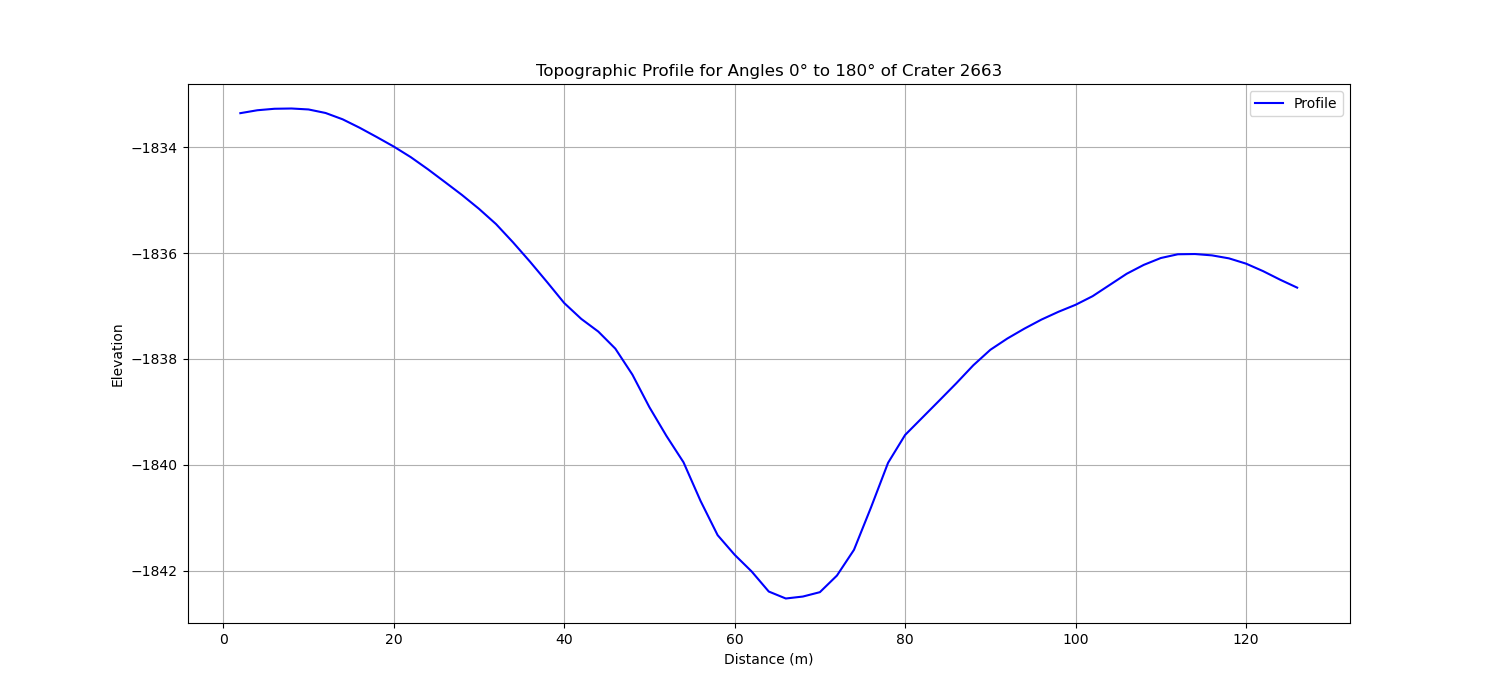 Topographic Profile for Angles 0° to 180° of Crater 2663
Profile
−1834
−1836
−1838
−1840
−1842
Elevation
0 20 40 60 80 100 120
Distance (m)